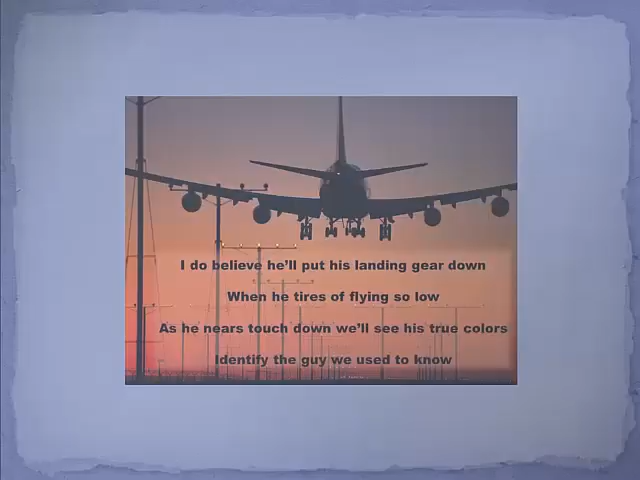 I do believe he'll put his landing gear down
When he tires of flying so low
As he nears touch down we'll see his true colors
Identify the guy we used to know